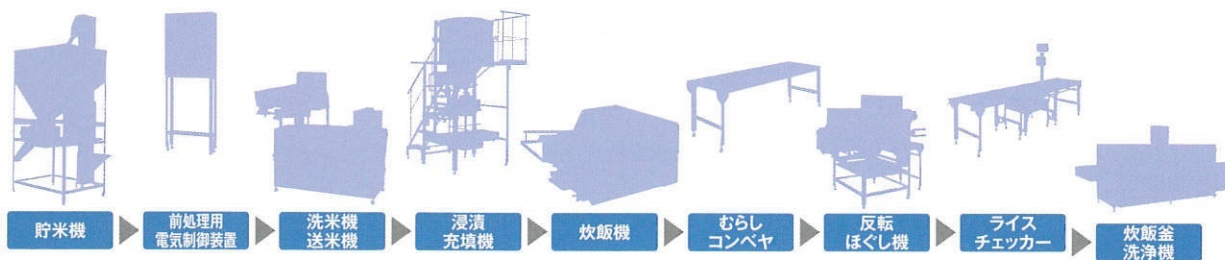 貯米機
前処理用
電気制御装置
洗米機
送米機
浸漬
充填機
炊飯機
むらし
コンベヤ
反転
ほぐし機
ライス
チェッカー
炊飯釜
洗浄機